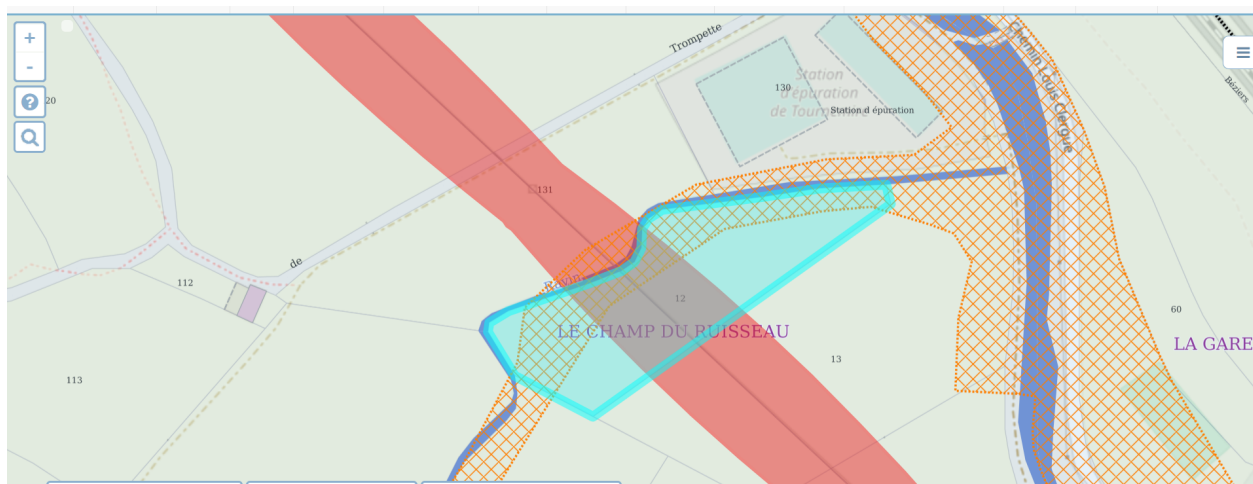 +
-
?
20
Trompette
Chemin Louis Clergue
Béziers
130
Station
d'épuration
de Tournemire
Station d épuration
131
de
112
Ravin
12
LE CHAMP DU RUISSEAU
60
LA GARE
13
113